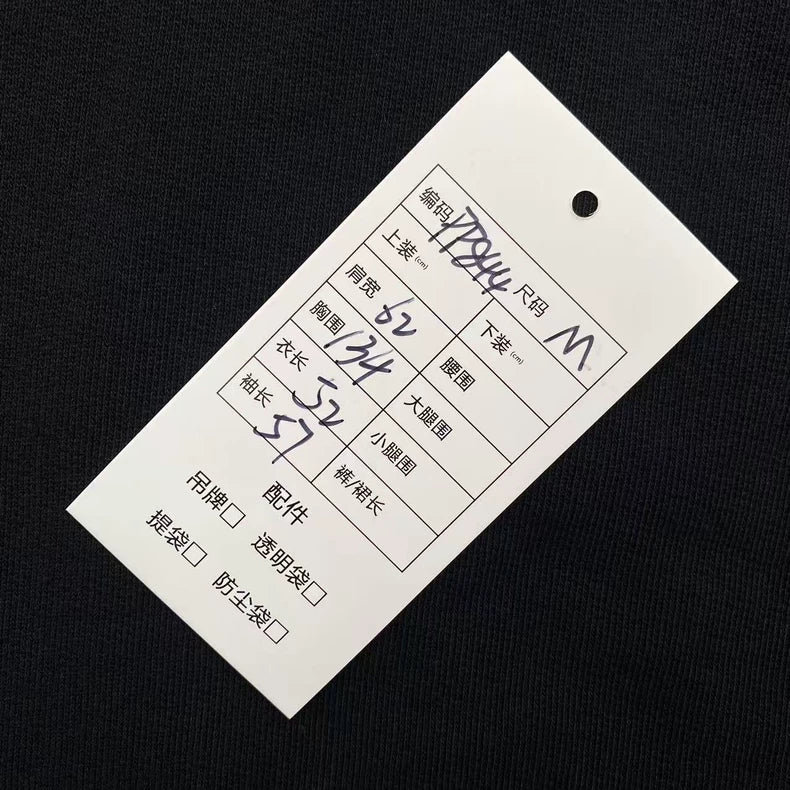 编码 PP844 尺码 M
上装(cm) 下装(cm)
肩宽 62 腰围
胸围 134 大腿围
衣长 52 小腿围
袖长 57 裤/裙长
配件
吊牌□ 透明袋□
提袋□ 防尘袋□